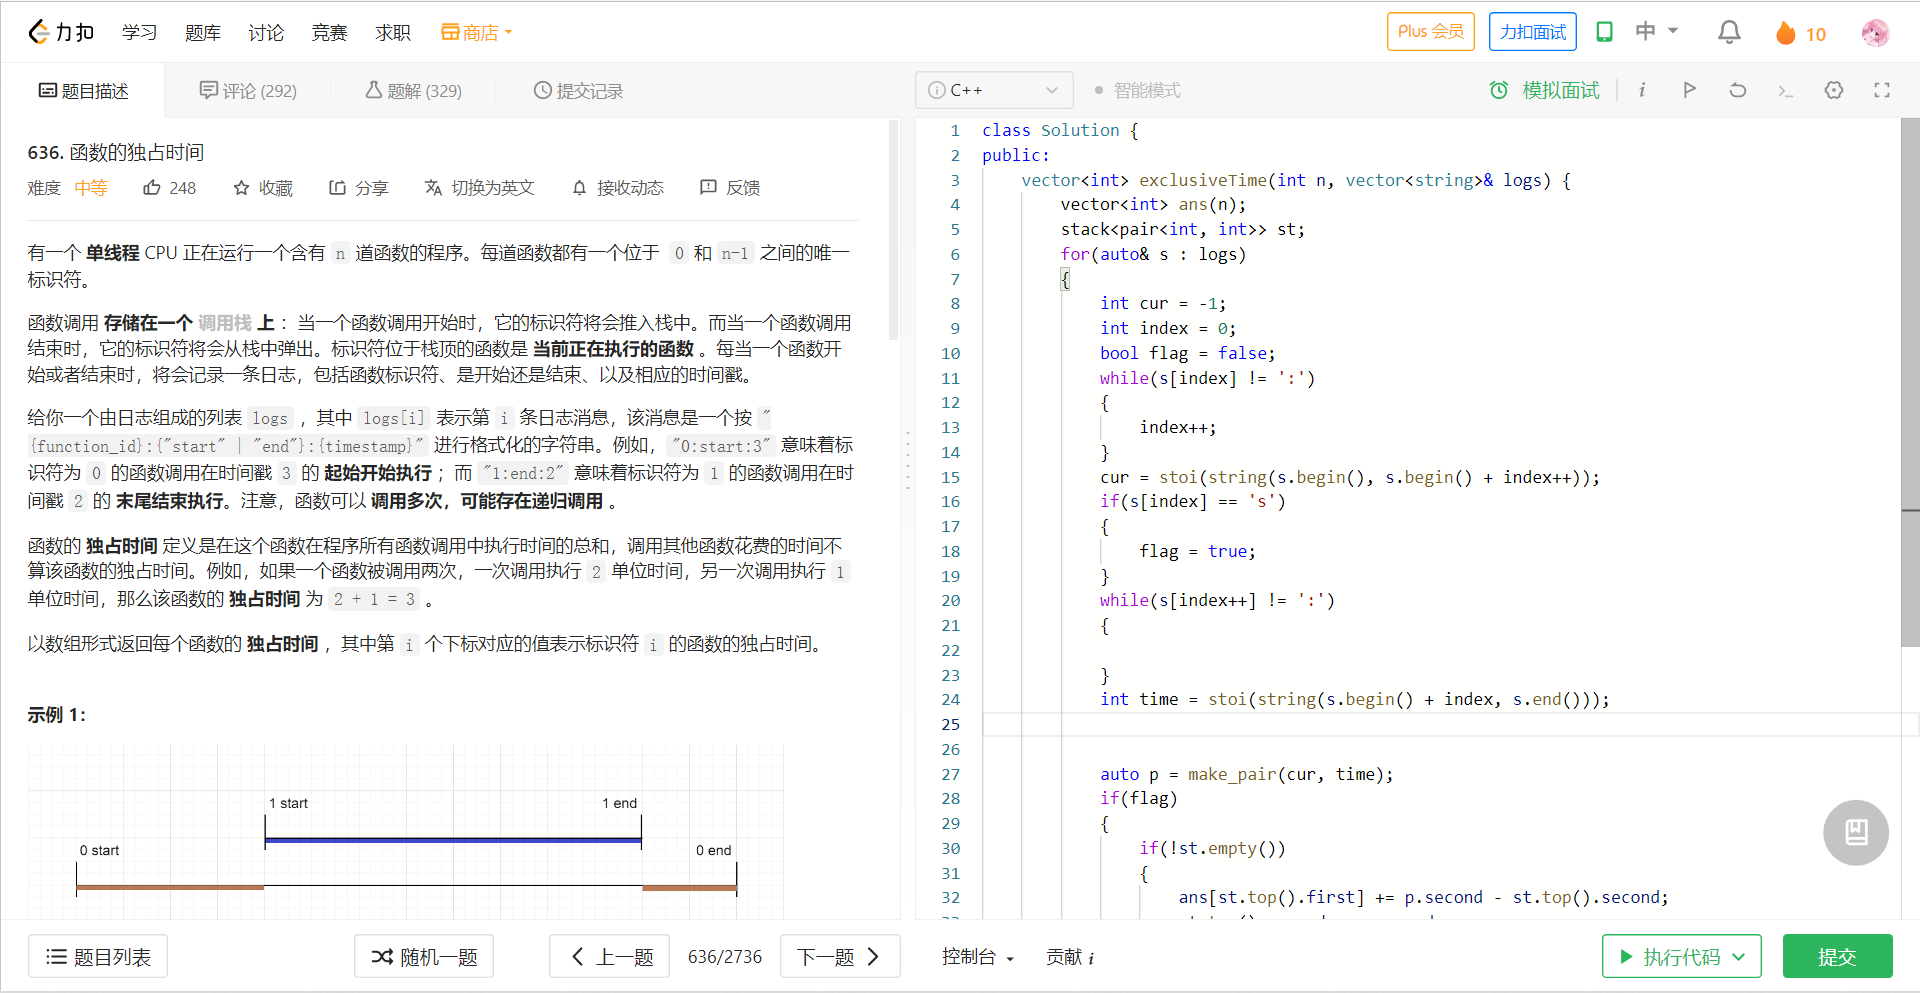 力扣 学习 题库 讨论 竞赛 求职 商店 Plus 会员 力扣面试 中 10
题目描述 评论 (292) 题解 (329) 提交记录
636. 函数的独占时间
难度 中等 248 收藏 分享 切换为英文 接收动态 反馈
有一个 单线程 CPU 正在运行一个含有 n 道函数的程序。每道函数都有一个位于 0 和 n-1 之间的唯一
标识符。
函数调用 存储在一个 调用栈 上 ：当一个函数调用开始时，它的标识符将会推入栈中。而当一个函数调用
结束时，它的标识符将会从栈中弹出。标识符位于栈顶的函数是 当前正在执行的函数 。每当一个函数开
始或者结束时，将会记录一条日志，包括函数标识符、是开始还是结束、以及相应的时间戳。
给你一个由日志组成的列表 logs ，其中 logs[i] 表示第 i 条日志消息，该消息是一个按 "
{function_id}:{"start" | "end"}:{timestamp}" 进行格式化的字符串。例如，"0:start:3" 意味着标
识符为 0 的函数调用在时间戳 3 的 起始开始执行 ；而 "1:end:2" 意味着标识符为 1 的函数调用在时
间戳 2 的 末尾结束执行。注意，函数可以 调用多次，可能存在递归调用 。
函数的 独占时间 定义是在这个函数在程序所有函数调用中执行时间的总和，调用其他函数花费的时间不
算该函数的独占时间。例如，如果一个函数被调用两次，一次调用执行 2 单位时间，另一次调用执行 1
单位时间，那么该函数的 独占时间 为 2 + 1 = 3 。
以数组形式返回每个函数的 独占时间 ，其中第 i 个下标对应的值表示标识符 i 的函数的独占时间。
示例 1：
1 start 1 end
0 start 0 end
题目列表 随机一题 上一题 636/2736 下一题
C++ 智能模式 模拟面试 i
1 class Solution {
2 public:
3 vector<int> exclusiveTime(int n, vector<string>& logs) {
4 vector<int> ans(n);
5 stack<pair<int, int>> st;
6 for(auto& s : logs)
7 {
8 int cur = -1;
9 int index = 0;
10 bool flag = false;
11 while(s[index] != ':')
12 {
13 index++;
14 }
15 cur = stoi(string(s.begin(), s.begin() + index++));
16 if(s[index] == 's')
17 {
18 flag = true;
19 }
20 while(s[index++] != ':')
21 {
22
23 }
24 int time = stoi(string(s.begin() + index, s.end()));
25
26
27 auto p = make_pair(cur, time);
28 if(flag)
29 {
30 if(!st.empty())
31 {
32 ans[st.top().first] += p.second - st.top().second;
控制台 贡献 i 执行代码 提交